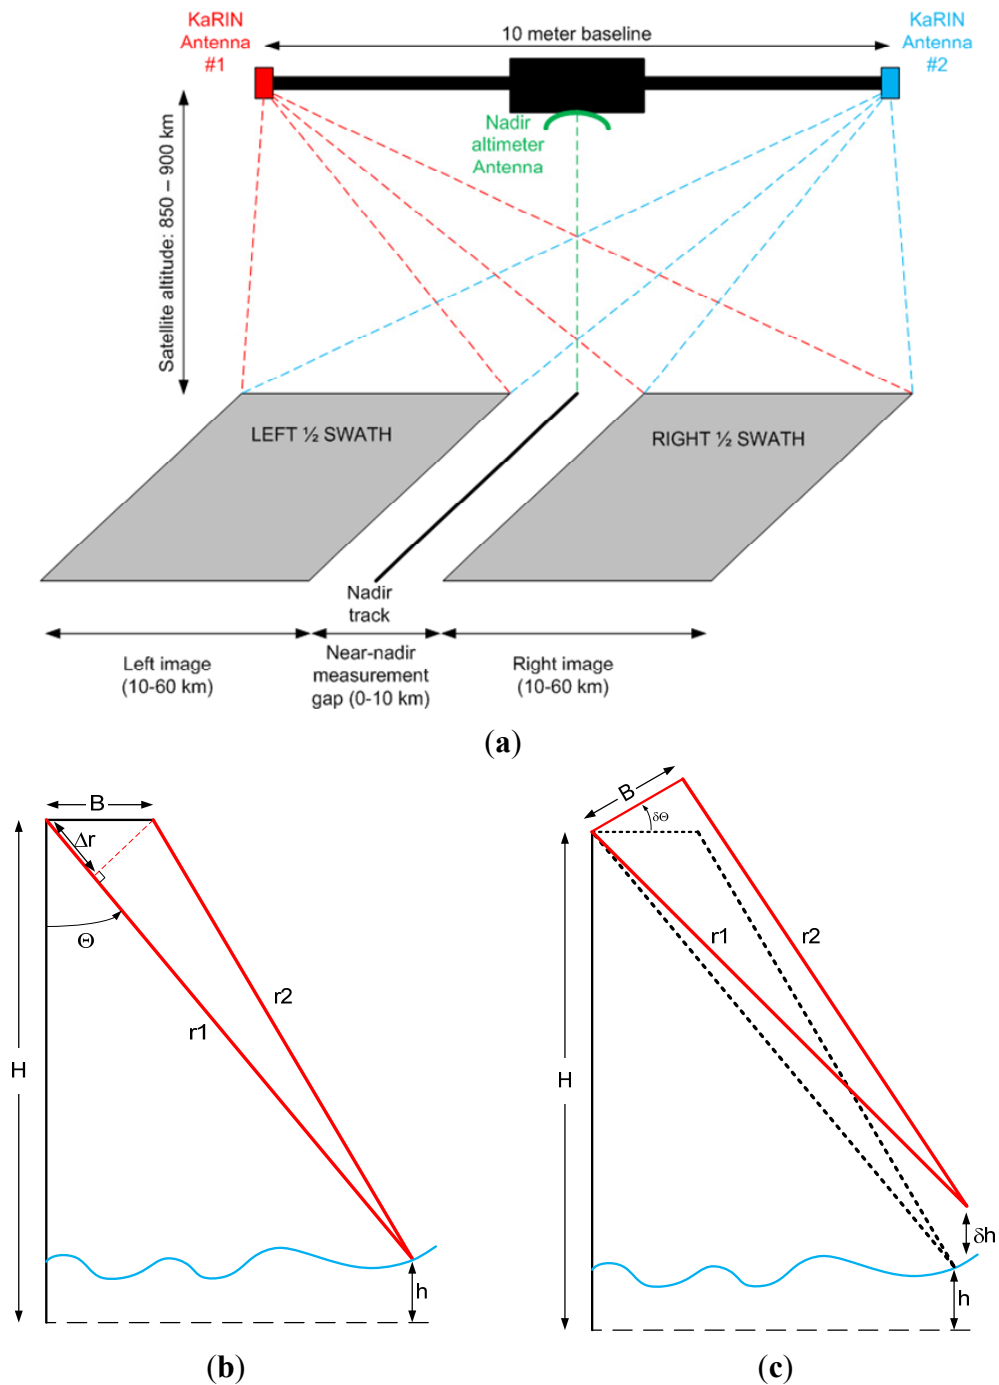 KaRIN
Antenna
#1
10 meter baseline
KaRIN
Antenna
#2
Nadir
altimeter
Antenna
Satellite altitude: 850 – 900 km
LEFT ½ SWATH
RIGHT ½ SWATH
Nadir
track
Left image
(10-60 km)
Near-nadir
measurement
gap (0-10 km)
Right image
(10-60 km)
(a)
B
Δr
Θ
r1
r2
H
h
(b)
B
δΘ
r1
r2
H
δh
h
(c)